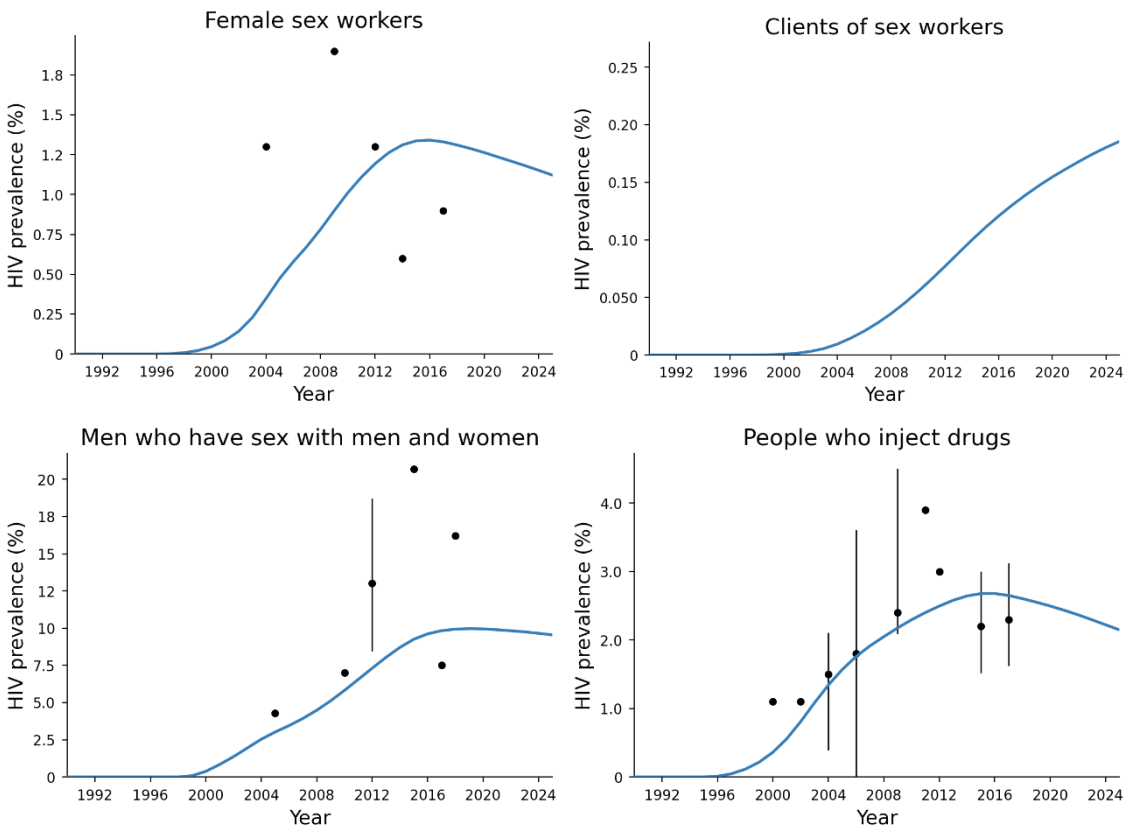 Female sex workers
HIV prevalence (%)
1.8
1.5
1.2
1.0
0.75
0.50
0.25
0
1992 1996 2000 2004 2008 2012 2016 2020 2024
Year
Clients of sex workers
HIV prevalence (%)
0.25
0.20
0.15
0.10
0.050
0
1992 1996 2000 2004 2008 2012 2016 2020 2024
Year
Men who have sex with men and women
HIV prevalence (%)
20
18
15
12
10
7.5
5.0
2.5
0
1992 1996 2000 2004 2008 2012 2016 2020 2024
Year
People who inject drugs
HIV prevalence (%)
4.0
3.0
2.0
1.0
0
1992 1996 2000 2004 2008 2012 2016 2020 2024
Year